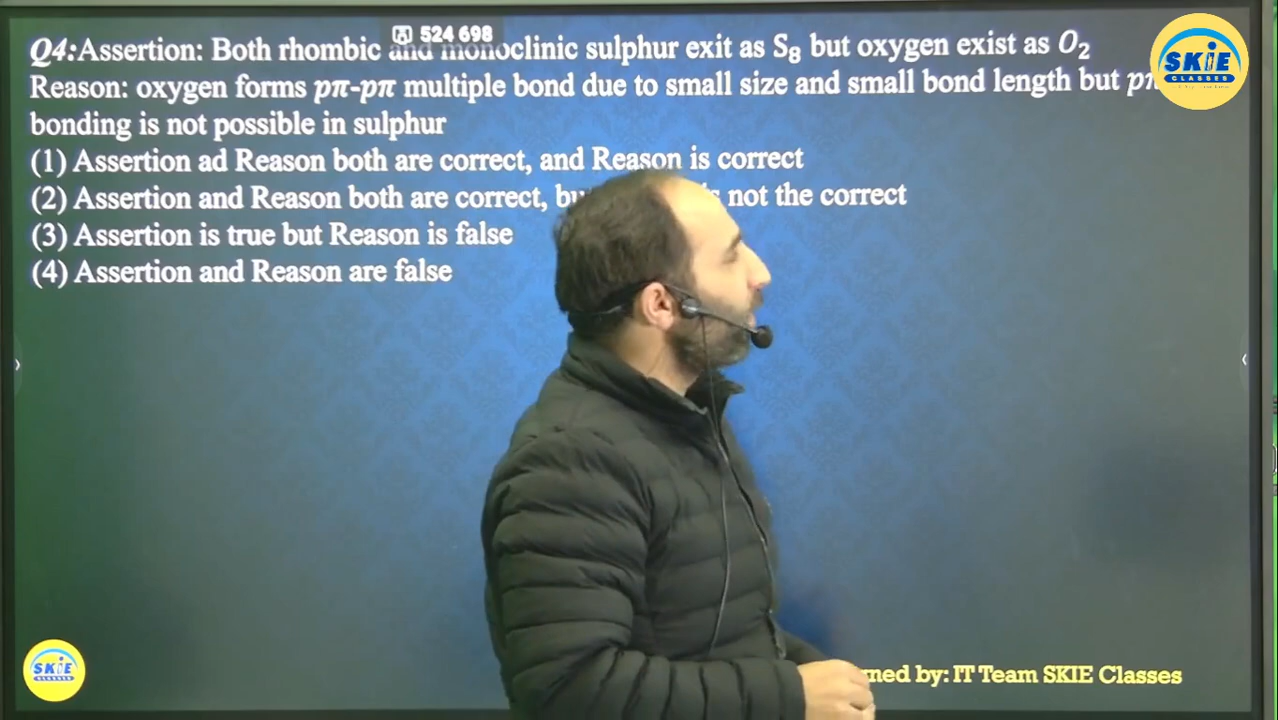 524 698
Q4:Assertion: Both rhombic and monoclinic sulphur exit as S₈ but oxygen exist as O₂
Reason: oxygen forms pπ-pπ multiple bond due to small size and small bond length but
bonding is not possible in sulphur
(1) Assertion ad Reason both are correct, and Reason is correct
(2) Assertion and Reason both are correct, not the correct
(3) Assertion is true but Reason is false
(4) Assertion and Reason are false
SKiE
CLASSES
SKiE
CLASSES
by: IT Team SKIE Classes